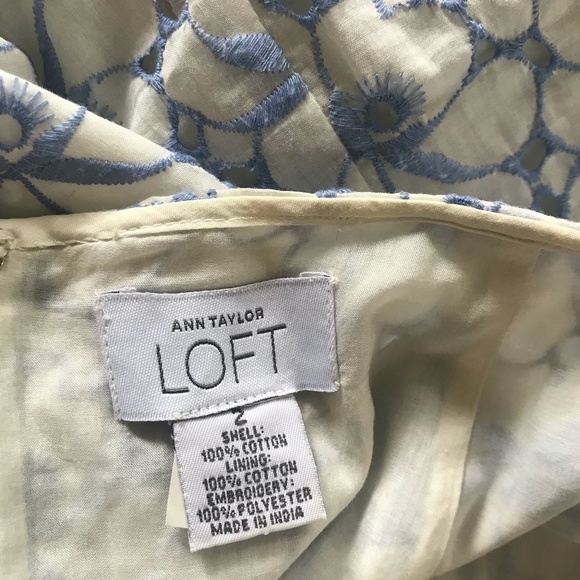 ANN TAYLOR
LOFT
2
SHELL:
100% COTTON
LINING:
100% COTTON
EMBROIDERY:
100% POLYESTER
MADE IN INDIA